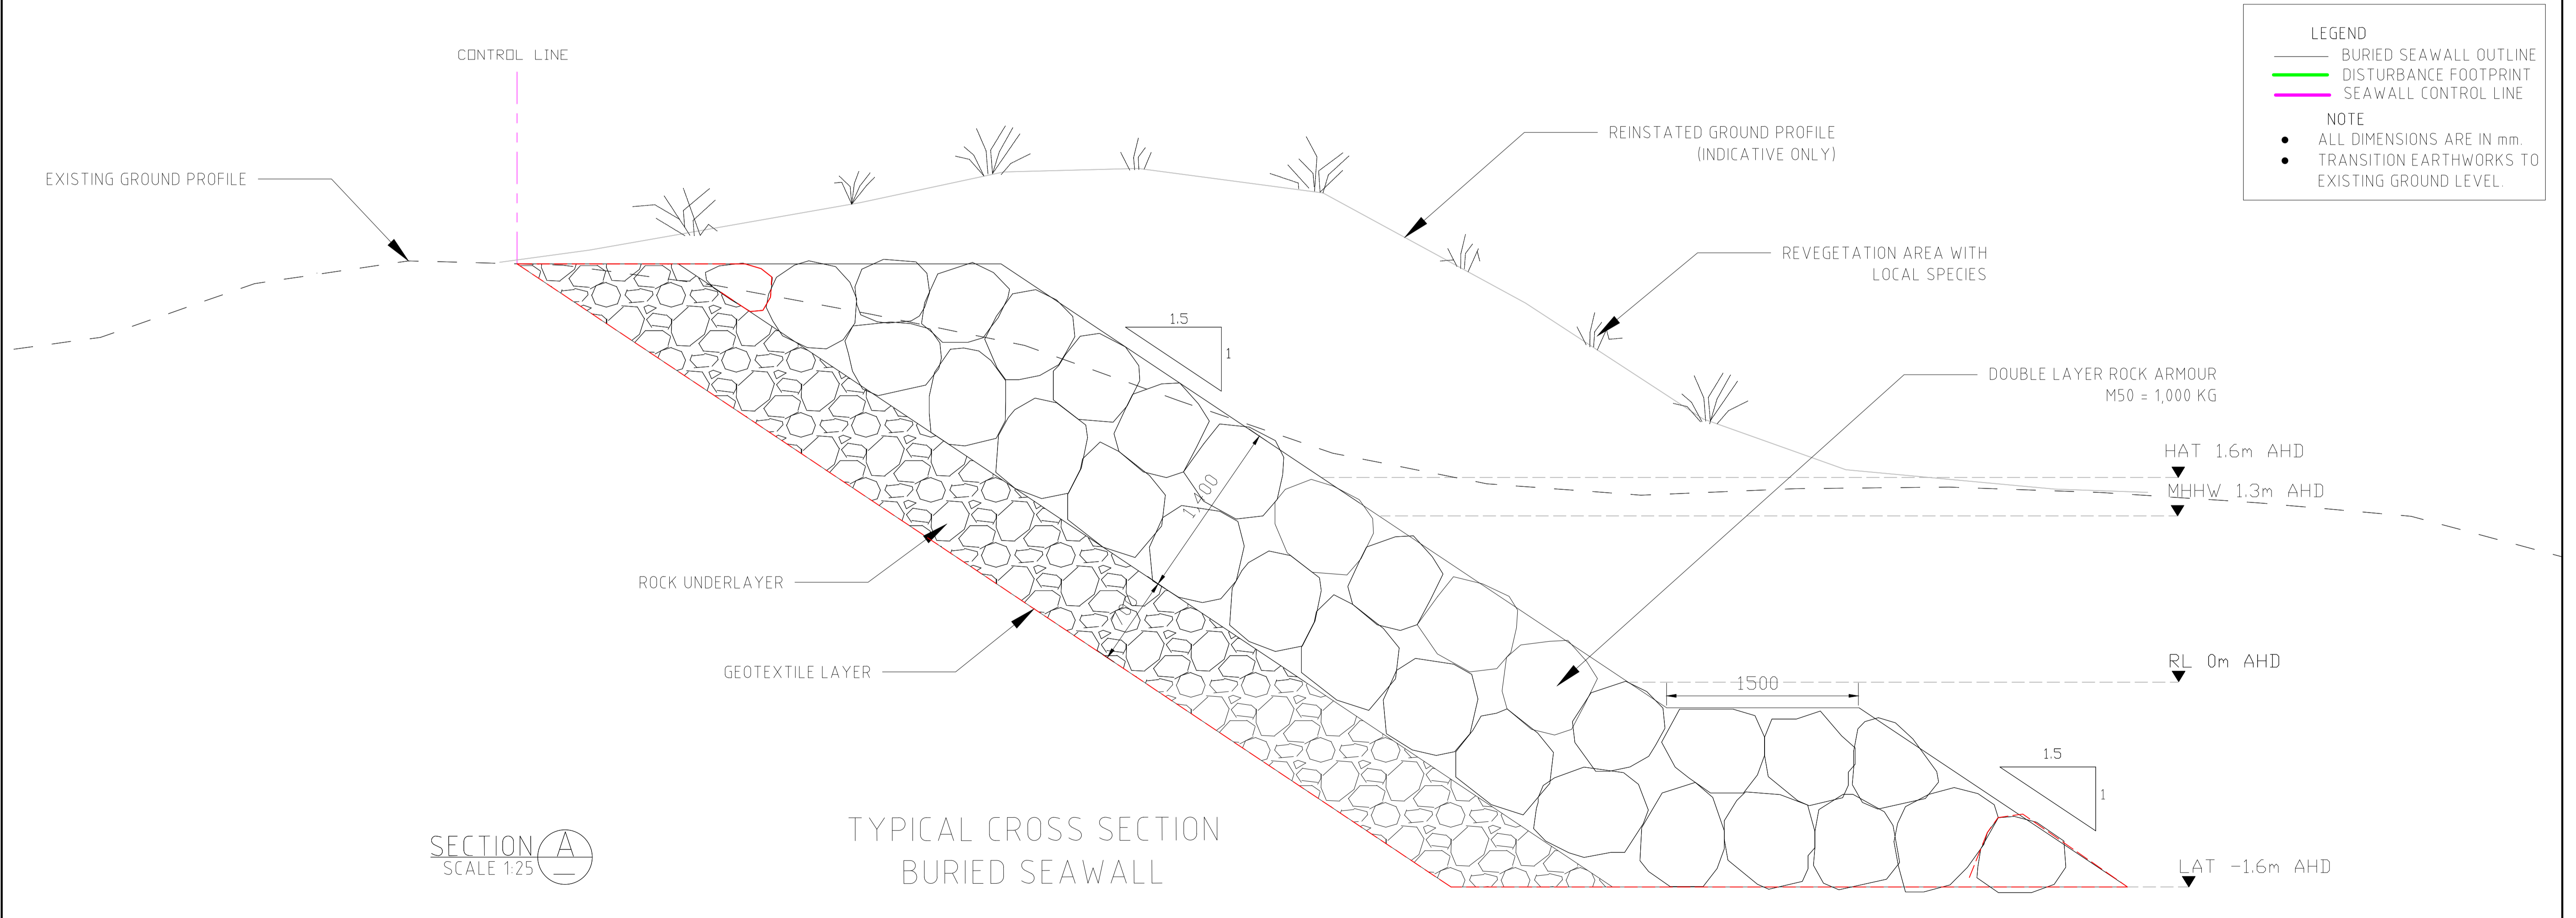 LEGEND
BURIED SEAWALL OUTLINE
DISTURBANCE FOOTPRINT
SEAWALL CONTROL LINE
NOTE
• ALL DIMENSIONS ARE IN mm.
• TRANSITION EARTHWORKS TO
EXISTING GROUND LEVEL.
CONTROL LINE
EXISTING GROUND PROFILE
REINSTATED GROUND PROFILE
(INDICATIVE ONLY)
REVEGETATION AREA WITH
LOCAL SPECIES
1.5
1
DOUBLE LAYER ROCK ARMOUR
M50 = 1,000 KG
HAT 1.6m AHD
MHHW 1.3m AHD
1400
ROCK UNDERLAYER
GEOTEXTILE LAYER
RL 0m AHD
1500
1.5
1
LAT -1.6m AHD
SECTION A
SCALE 1:25
TYPICAL CROSS SECTION
BURIED SEAWALL